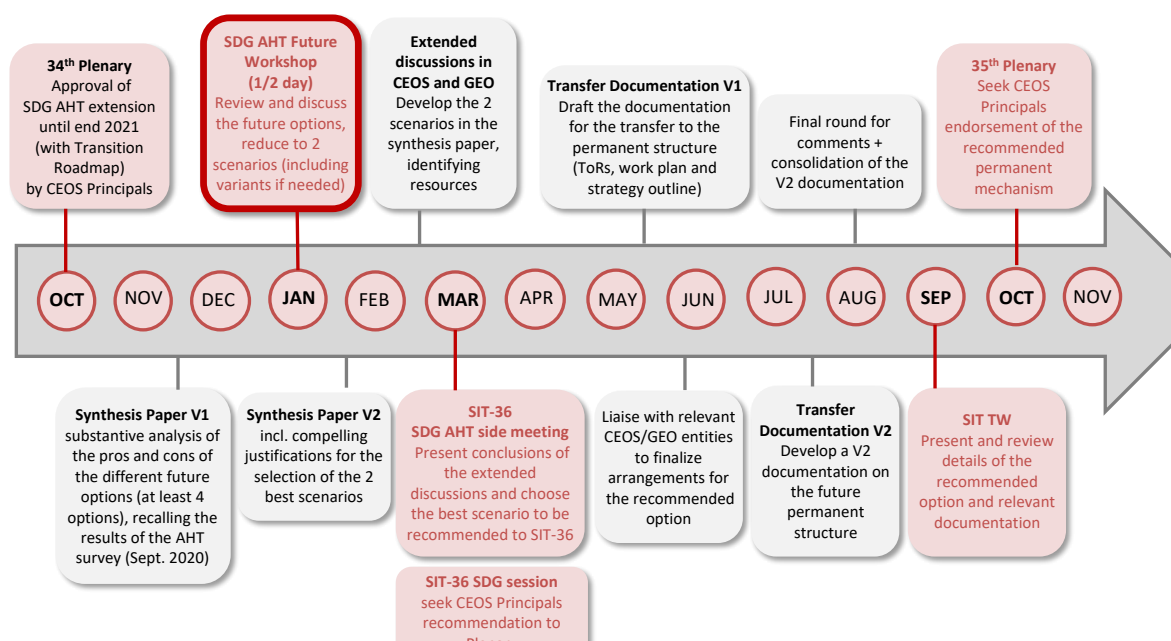 34th Plenary
Approval of
SDG AHT extension
until end 2021
(with Transition
Roadmap)
by CEOS Principals
SDG AHT Future
Workshop
(1/2 day)
Review and discuss
the future options,
reduce to 2
scenarios (including
variants if needed)
Extended
discussions in
CEOS and GEO
Develop the 2
scenarios in the
synthesis paper,
identifying
resources
Transfer Documentation V1
Draft the documentation
for the transfer to the
permanent structure
(ToRs, work plan and
strategy outline)
Final round for
comments +
consolidation of the
V2 documentation
35th Plenary
Seek CEOS
Principals
endorsement of the
recommended
permanent
mechanism
OCT
NOV
DEC
JAN
FEB
MAR
APR
MAY
JUN
JUL
AUG
SEP
OCT
NOV
Synthesis Paper V1
substantive analysis of
the pros and cons of
the different future
options (at least 4
options), recalling the
results of the AHT
survey (Sept. 2020)
Synthesis Paper V2
incl. compelling
justifications for the
selection of the 2
best scenarios
SIT-36
SDG AHT side meeting
Present conclusions of
the extended
discussions and choose
the best scenario to be
recommended to SIT-36
SIT-36 SDG session
seek CEOS Principals
recommendation to
Liaise with relevant
CEOS/GEO entities
to finalize
arrangements for
the recommended
option
Transfer
Documentation V2
Develop a V2
documentation on
the future
permanent
structure
SIT TW
Present and review
details of the
recommended
option and relevant
documentation